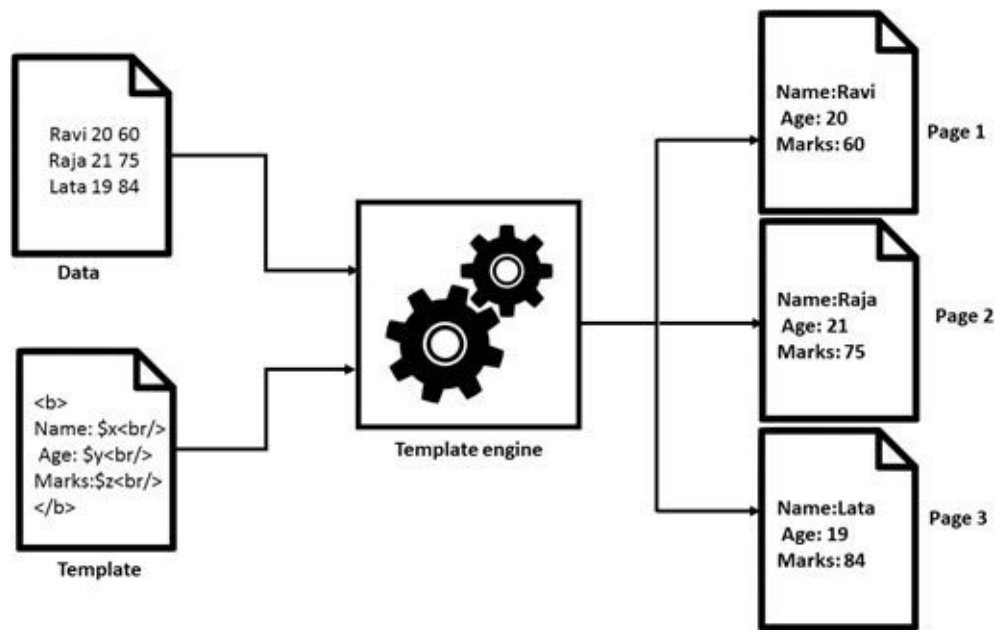 Ravi 20 60
Raja 21 75
Lata 19 84
Data
<b>
Name: $x<br/>
Age: $y<br/>
Marks:$z<br/>
</b>
Template
Template engine
Name:Ravi
Age: 20
Marks: 60
Page 1
Name:Raja
Age: 21
Marks: 75
Page 2
Name:Lata
Age: 19
Marks: 84
Page 3